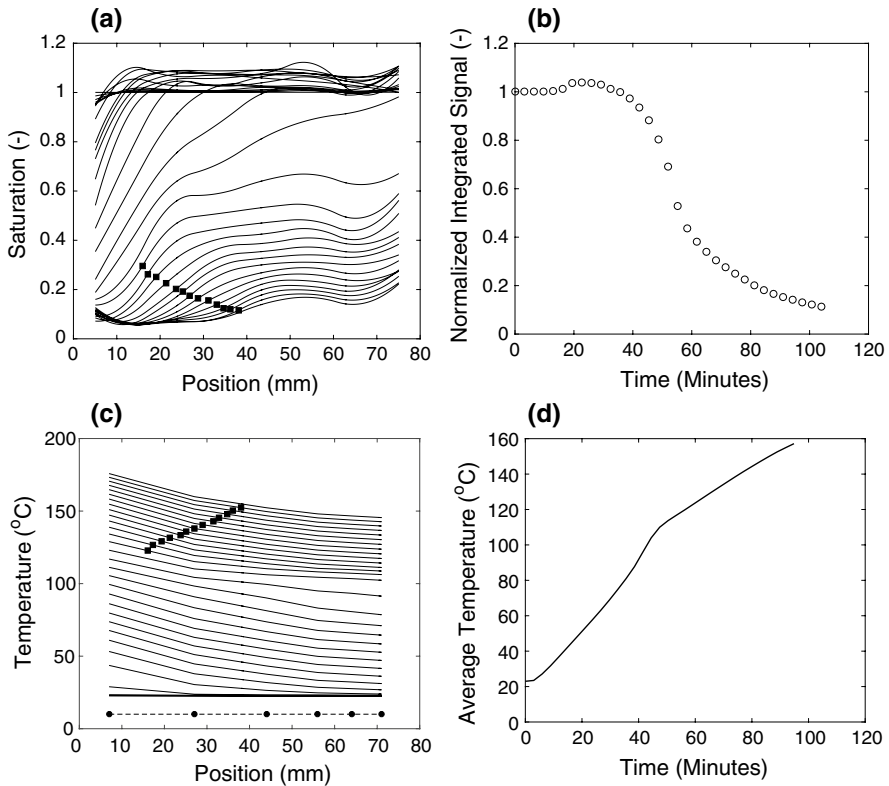 (a)
1.2
1
0.8
0.6
0.4
0.2
0
0 10 20 30 40 50 60 70 80
Saturation (-)
Position (mm)
(b)
1.2
1
0.8
0.6
0.4
0.2
0
0 20 40 60 80 100 120
Normalized Integrated Signal (-)
Time (Minutes)
(c)
200
150
100
50
0
0 10 20 30 40 50 60 70 80
Temperature (°C)
Position (mm)
(d)
160
140
120
100
80
60
40
20
0
0 20 40 60 80 100 120
Average Temperature (°C)
Time (Minutes)